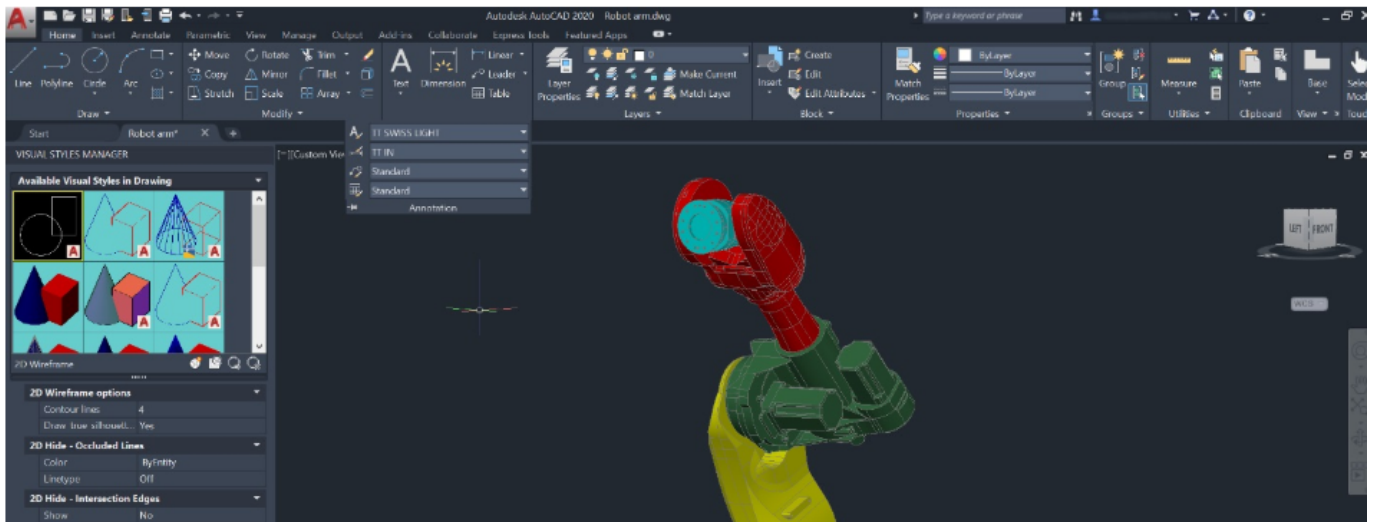 Autodesk AutoCAD 2020 Robot arm.dwg
Type a keyword or phrase
Home Insert Annotate Parametric View Manage Output Add-ins Collaborate Express Tools Featured Apps
Line Polyline Circle Arc
Move Rotate Trim
Copy Mirror Fillet
Stretch Scale Array
Text Dimension
Linear
Leader
Table
Layer Properties
0
Make Current
Match Layer
Insert
Create
Edit
Edit Attributes
Match Properties
ByLayer
ByLayer
ByLayer
Group
Measure
Paste
Base
Draw Modify Layers Block Properties Groups Utilities Clipboard View
Start Robot arm*
TT SWISS LIGHT
TT IN
Standard
Standard
Annotation
VISUAL STYLES MANAGER
[-][Custom Vie
Available Visual Styles in Drawing
2D Wireframe
2D Wireframe options
Contour lines 4
Draw true silhouett... Yes
2D Hide - Occluded Lines
Color ByEntity
Linetype Off
2D Hide - Intersection Edges
Show No
LEFT FRONT
WCS